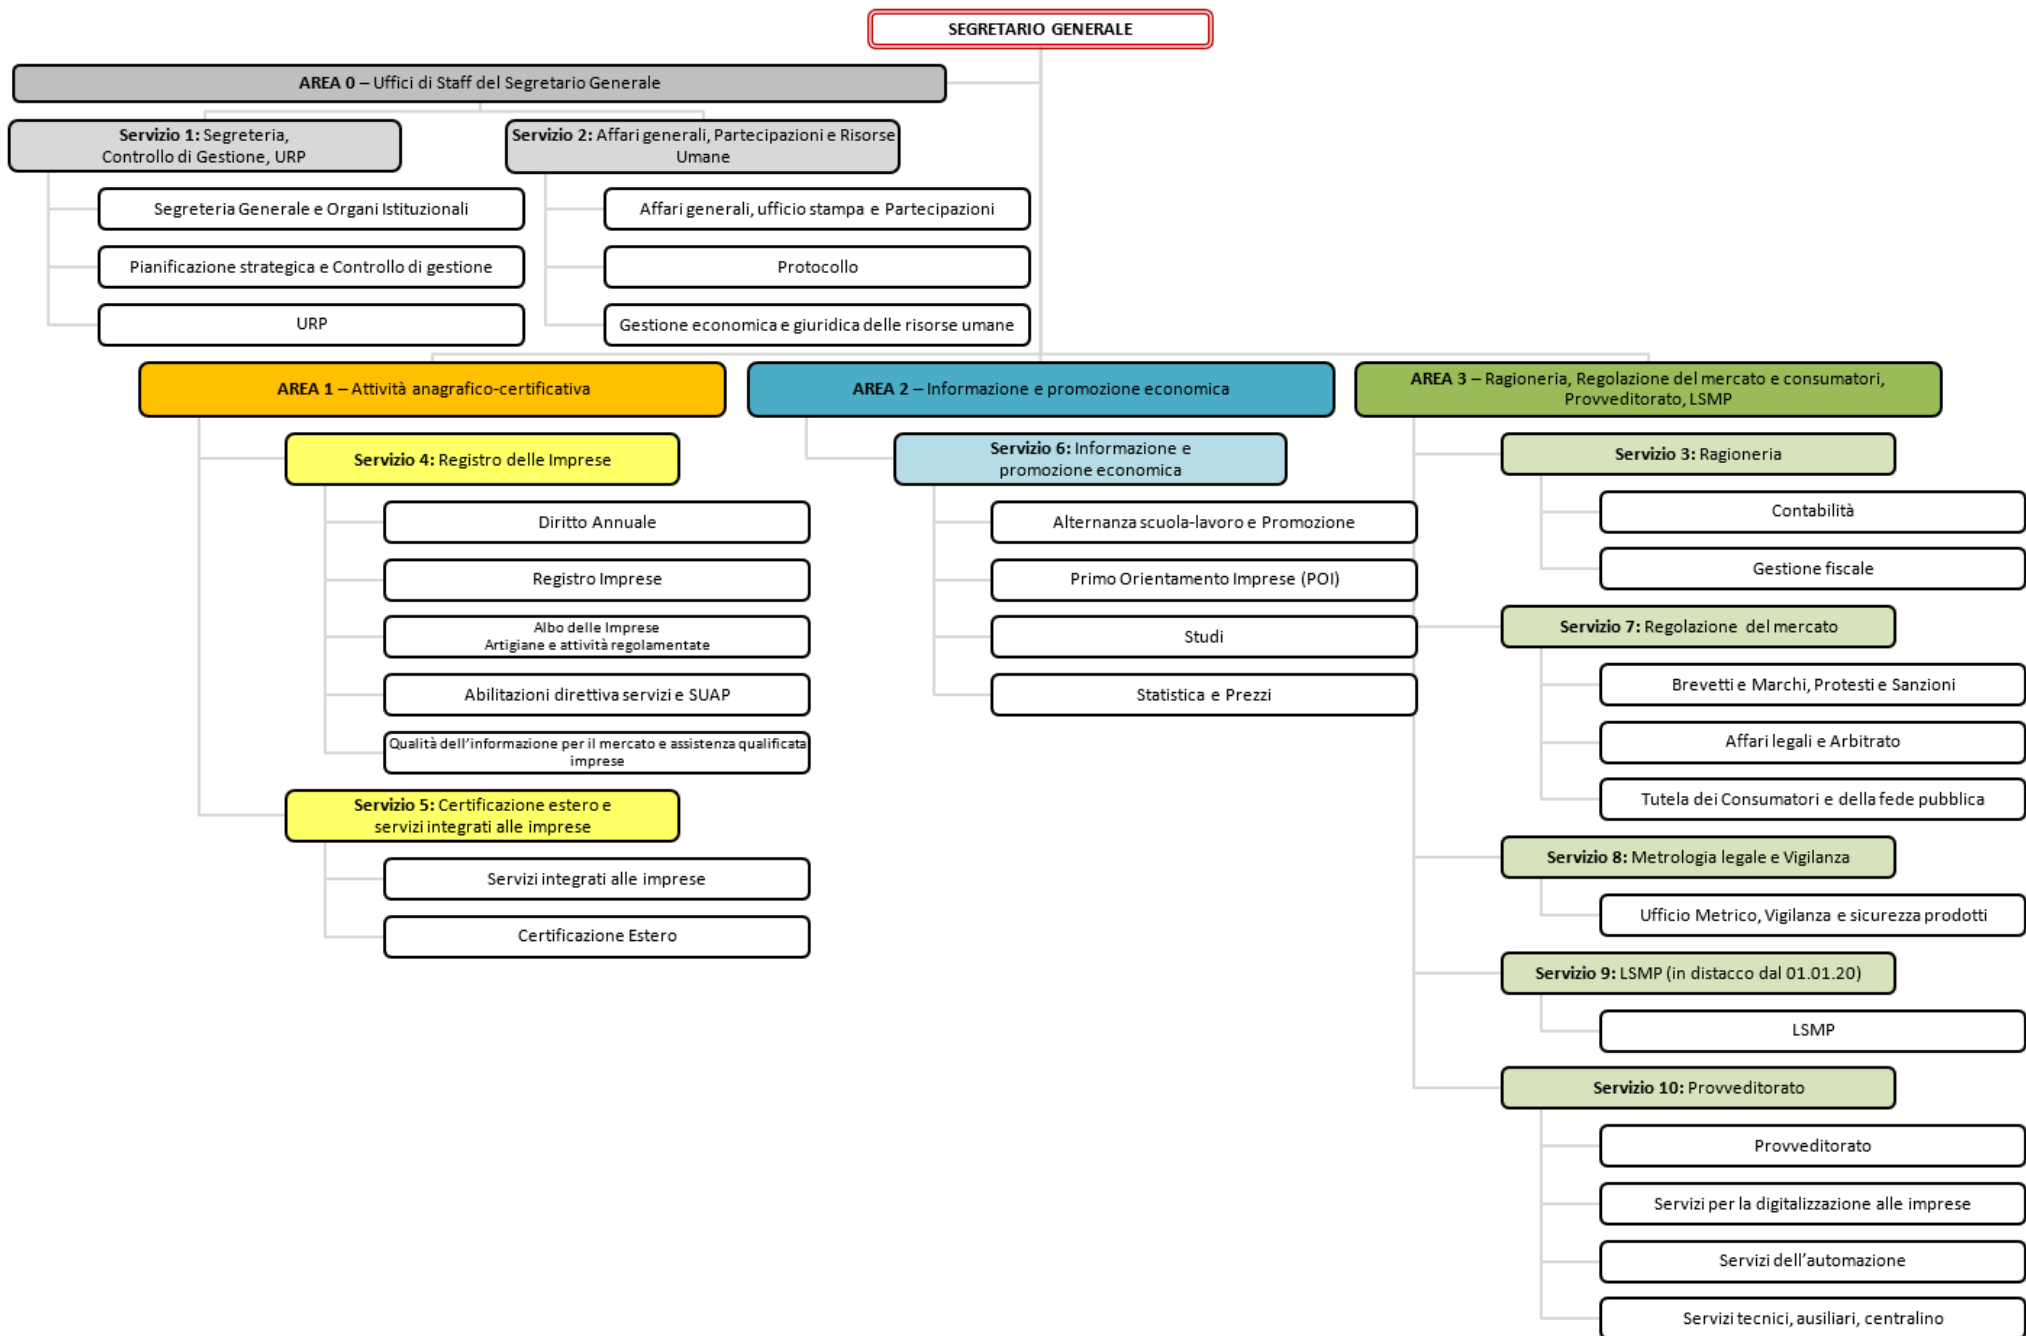 SEGRETARIO GENERALE
AREA 0 – Uffici di Staff del Segretario Generale
Servizio 1: Segreteria,
Controllo di Gestione, URP
Segreteria Generale e Organi Istituzionali
Pianificazione strategica e Controllo di gestione
URP
Servizio 2: Affari generali, Partecipazioni e Risorse
Umane
Affari generali, ufficio stampa e Partecipazioni
Protocollo
Gestione economica e giuridica delle risorse umane
AREA 1 – Attività anagrafico-certificativa
Servizio 4: Registro delle Imprese
Diritto Annuale
Registro Imprese
Albo delle Imprese
Artigiane e attività regolamentate
Abilitazioni direttiva servizi e SUAP
Qualità dell’informazione per il mercato e assistenza qualificata
imprese
Servizio 5: Certificazione estero e
servizi integrati alle imprese
Servizi integrati alle imprese
Certificazione Estero
AREA 2 – Informazione e promozione economica
Servizio 6: Informazione e
promozione economica
Alternanza scuola-lavoro e Promozione
Primo Orientamento Imprese (POI)
Studi
Statistica e Prezzi
AREA 3 – Ragioneria, Regolazione del mercato e consumatori,
Provveditorato, LSMP
Servizio 3: Ragioneria
Contabilità
Gestione fiscale
Servizio 7: Regolazione del mercato
Brevetti e Marchi, Protesti e Sanzioni
Affari legali e Arbitrato
Tutela dei Consumatori e della fede pubblica
Servizio 8: Metrologia legale e Vigilanza
Ufficio Metrico, Vigilanza e sicurezza prodotti
Servizio 9: LSMP (in distacco dal 01.01.20)
LSMP
Servizio 10: Provveditorato
Provveditorato
Servizi per la digitalizzazione alle imprese
Servizi dell’automazione
Servizi tecnici, ausiliari, centralino